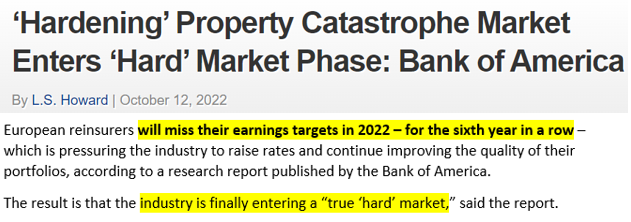 ‘Hardening’ Property Catastrophe Market
Enters ‘Hard’ Market Phase: Bank of America
By L.S. Howard | October 12, 2022
European reinsurers will miss their earnings targets in 2022 – for the sixth year in a row –
which is pressuring the industry to raise rates and continue improving the quality of their
portfolios, according to a research report published by the Bank of America.
The result is that the industry is finally entering a “true ‘hard’ market,” said the report.